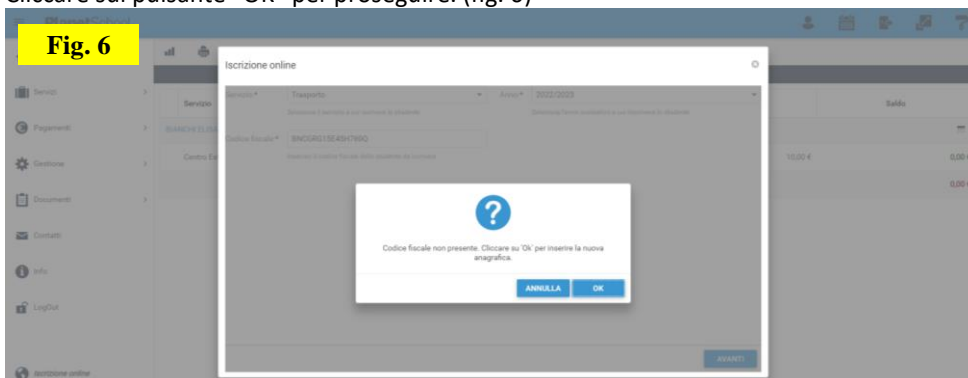 Cliccare sul pulsante "OK" per proseguire. (fig. 6)
PlanetSchool
Fig. 6
Iscrizione online
Servizi
Servizio
Servizio*
Trasporto
Anno*
2022/2023
Saldo
Pagamenti
Codice fiscale*
Gestione
Centro
10,00 €
0,00
Documenti
0,00
Codice fiscale non presente. Cliccare su 'Ok' per inserire la nuova
anagrafica.
Contatti
ANNULLA
OK
Info
LogOut
AVANTI
Iscrizione online